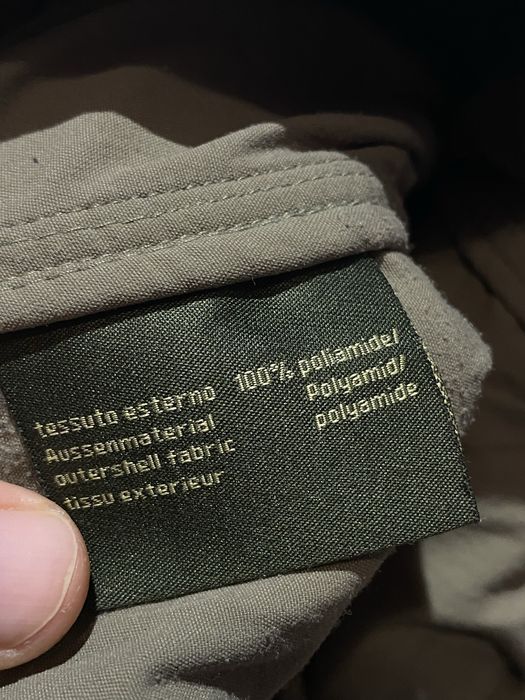 tessuto esterno
Aussenmaterial
outershell fabric
tissu exterieur
100% poliamide/
Polyamid/
polyamide